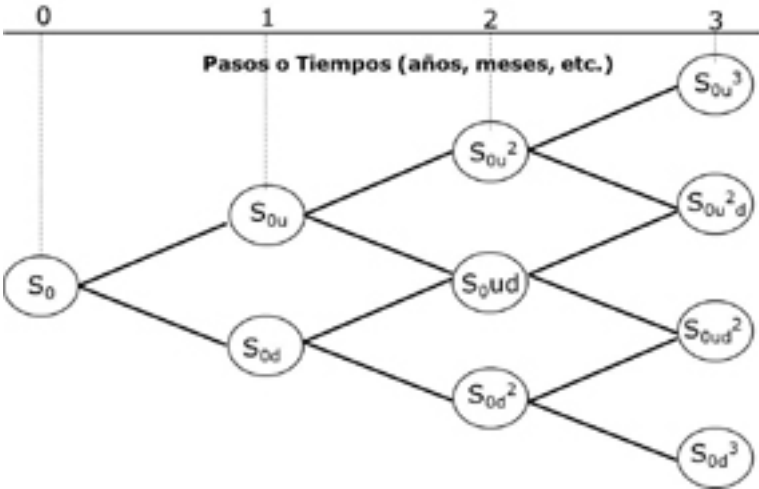 0 1 2 3
Pasos o Tiempos (años, meses, etc.)
S₀ᵤ³
S₀ᵤ²
S₀ᵤ²d
S₀ᵤ
S₀
S₀ud
S₀ᵤd²
S₀d
S₀d²
S₀d³